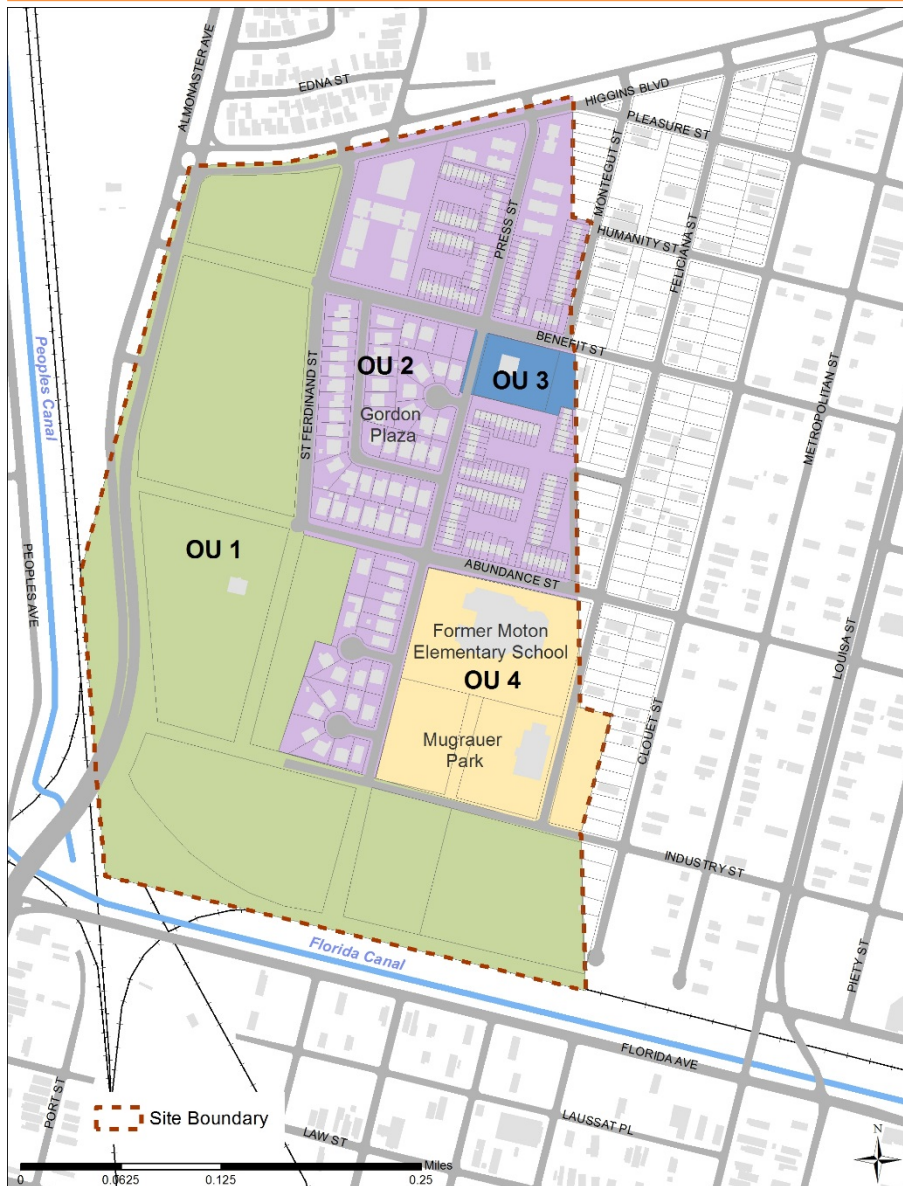 ALMONASTER AVE
EDNA ST
HIGGINS BLVD
PLEASURE ST
MONTEGUT ST
PRESS ST
HUMANITY ST
FELICIANA ST
BENEFIT ST
Peoples Canal
ST FERDINAND ST
OU 2
OU 3
Gordon
Plaza
METROPOLITAN ST
OU 1
PEOPLES AVE
ABUNDANCE ST
Former Moton
Elementary School
OU 4
LOUISA ST
Mugrauer
Park
CLOUET ST
INDUSTRY ST
Florida Canal
PIETY ST
FLORIDA AVE
PORT ST
Site Boundary
LAW ST
LAUSSAT PL
N
Miles
0
0.0625
0.125
0.25